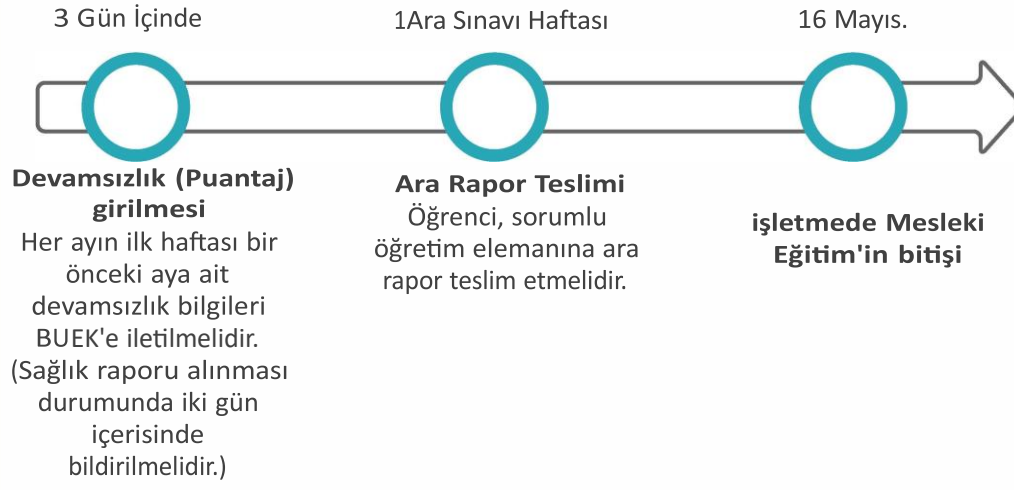 3 Gün İçinde
Devamsızlık (Puantaj)
girilmesi
Her ayın ilk haftası bir
önceki aya ait
devamsızlık bilgileri
BUEK'e iletilmelidir.
(Sağlık raporu alınması
durumunda iki gün
içerisinde
bildirilmelidir.)
1Ara Sınavı Haftası
Ara Rapor Teslimi
Öğrenci, sorumlu
öğretim elemanına ara
rapor teslim etmelidir.
16 Mayıs.
işletmede Mesleki
Eğitim'in bitişi